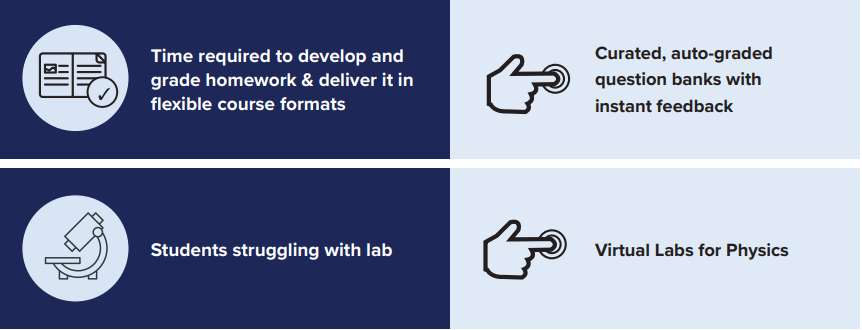 Time required to develop and
grade homework & deliver it in
flexible course formats
Curated, auto-graded
question banks with
instant feedback
Students struggling with lab
Virtual Labs for Physics